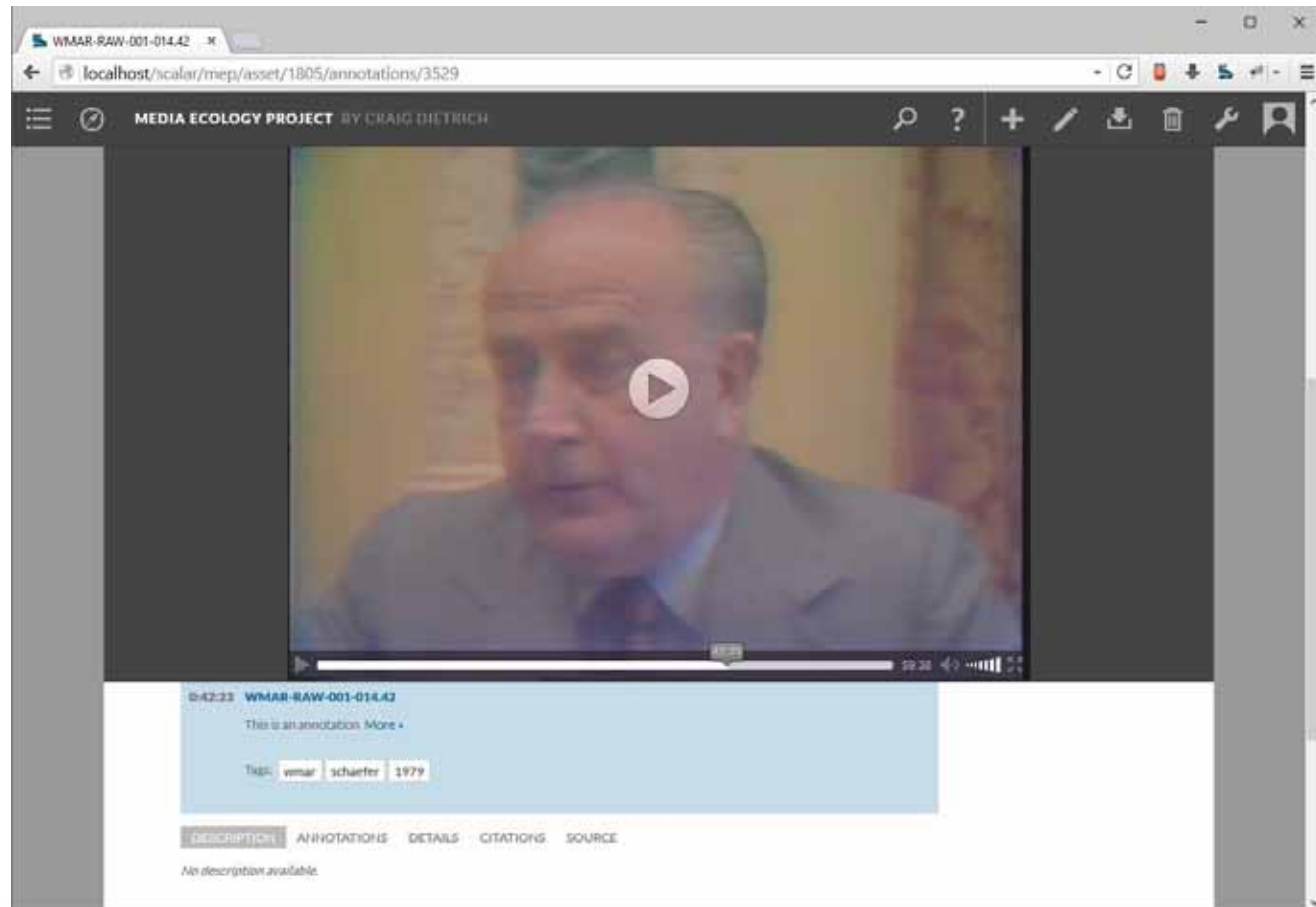 WMAR-RAW-001-014.42
localhost/scalar/mep/asset/1805/annotations/3529
MEDIA ECOLOGY PROJECT BY CRAIG DIETRICH
0:42:23 WMAR-RAW-001-014.42
This is an annotation. More
Tags: wmar schaefer 1979
DESCRIPTION ANNOTATIONS DETAILS CITATIONS SOURCE
No description available.